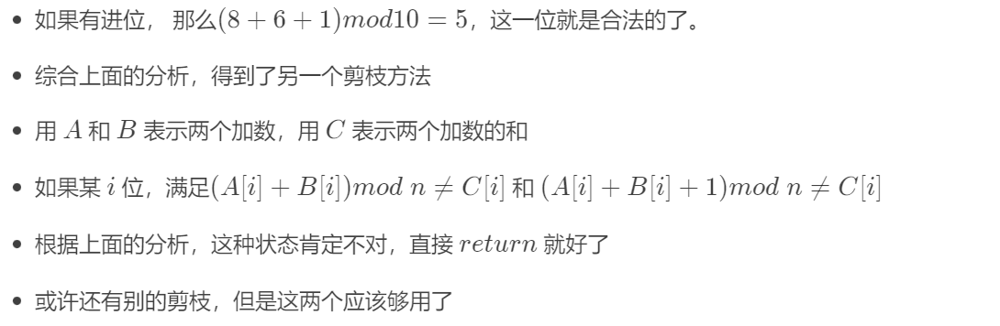 • 如果有进位， 那么(8 + 6 + 1)mod10 = 5，这一位就是合法的了。
• 综合上面的分析，得到了另一个剪枝方法
• 用 A 和 B 表示两个加数，用 C 表示两个加数的和
• 如果某 i 位，满足(A[i] + B[i])mod n ≠ C[i] 和 (A[i] + B[i] + 1)mod n ≠ C[i]
• 根据上面的分析，这种状态肯定不对，直接 return 就好了
• 或许还有别的剪枝，但是这两个应该够用了